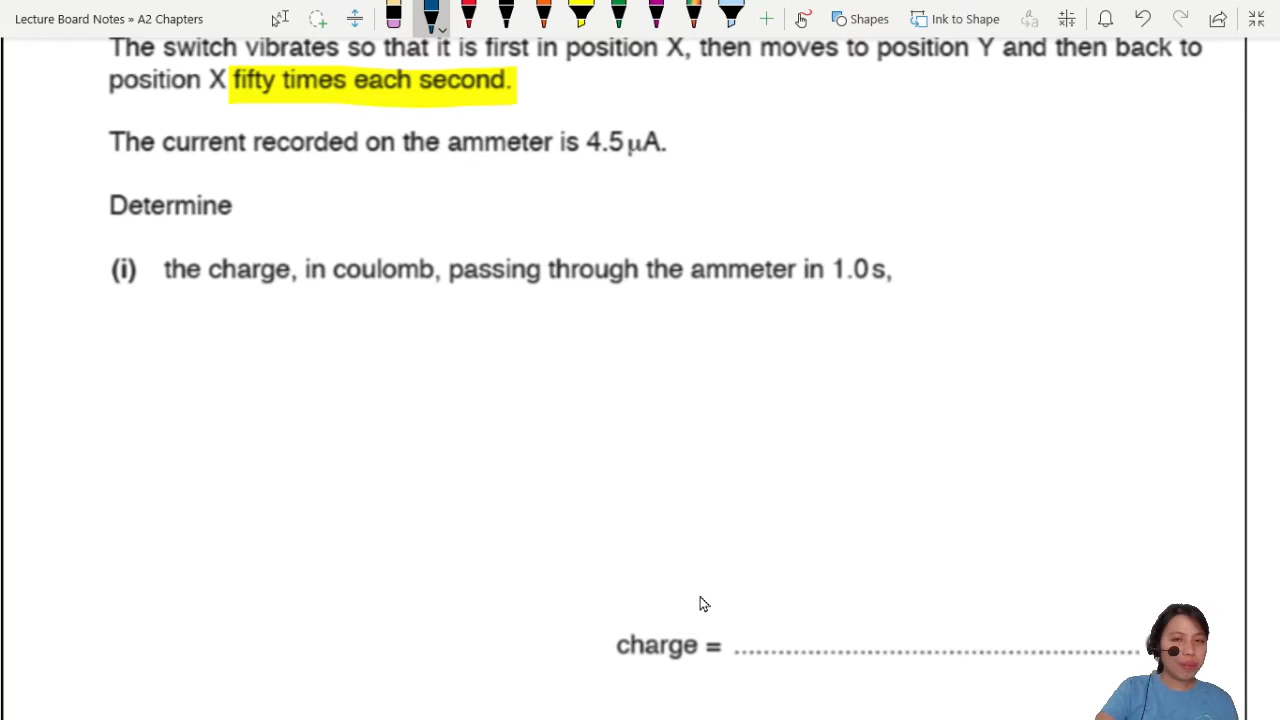 Lecture Board Notes » A2 Chapters
Shapes
Ink to Shape
The switch vibrates so that it is first in position X, then moves to position Y and then back to
position X fifty times each second.
The current recorded on the ammeter is 4.5 μA.
Determine
(i) the charge, in coulomb, passing through the ammeter in 1.0 s,
charge = ......................................................